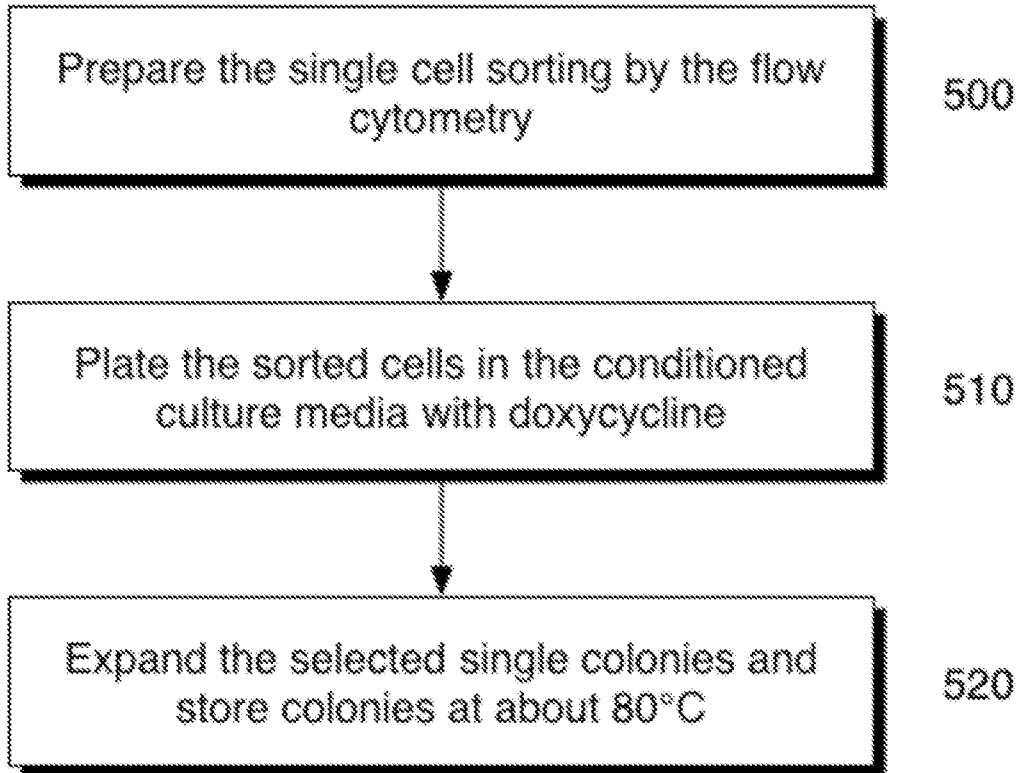 Prepare the single cell sorting by the flow
cytometry
500
Plate the sorted cells in the conditioned
culture media with doxycycline
510
Expand the selected single colonies and
store colonies at about 80°C
520